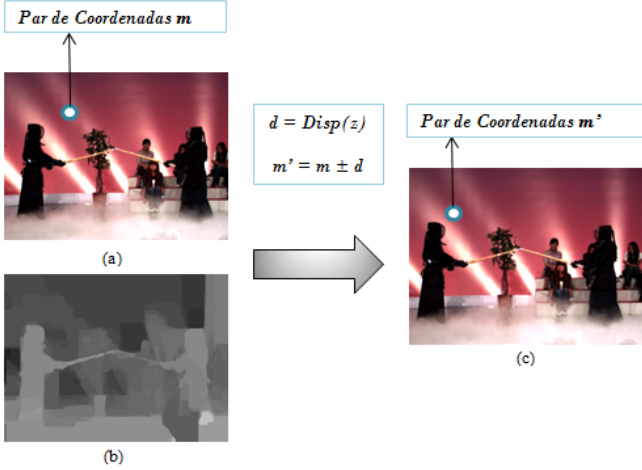 Par de Coordenadas m
d = Disp(z)
m' = m ± d
Par de Coordenadas m'
(a)
(b)
(c)